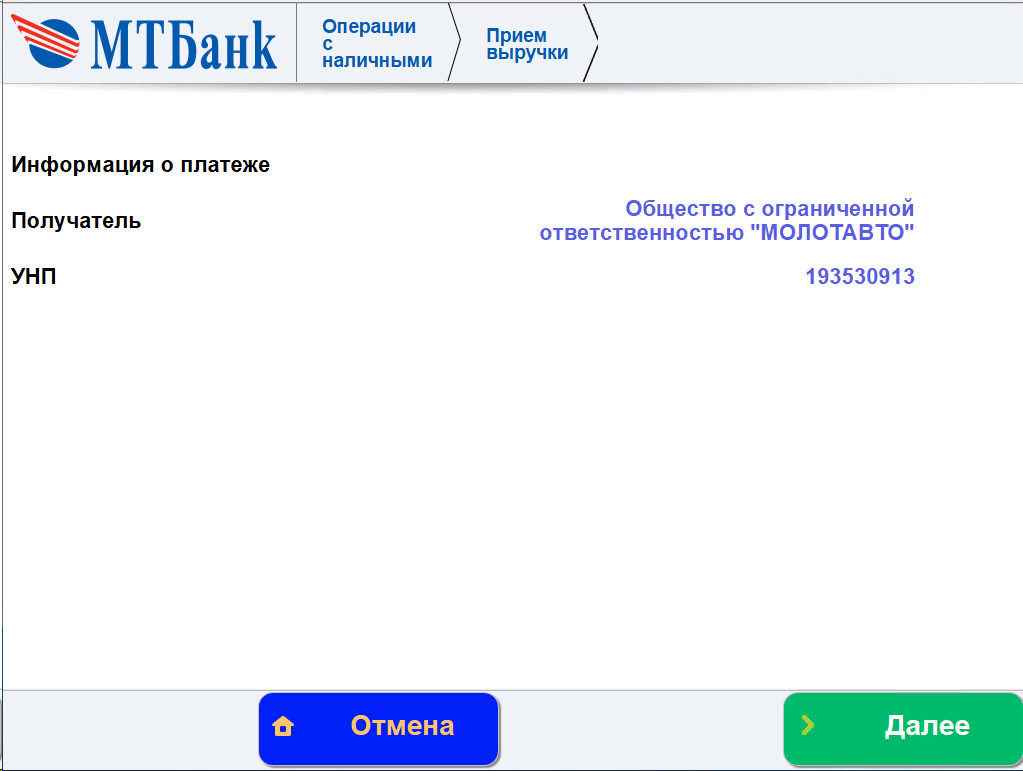 МТБанк
Операции
с
наличными
Прием
выручки
Информация о платеже
Получатель
Общество с ограниченной
ответственностью "МОЛОТАВТО"
УНП
193530913
Отмена
Далее